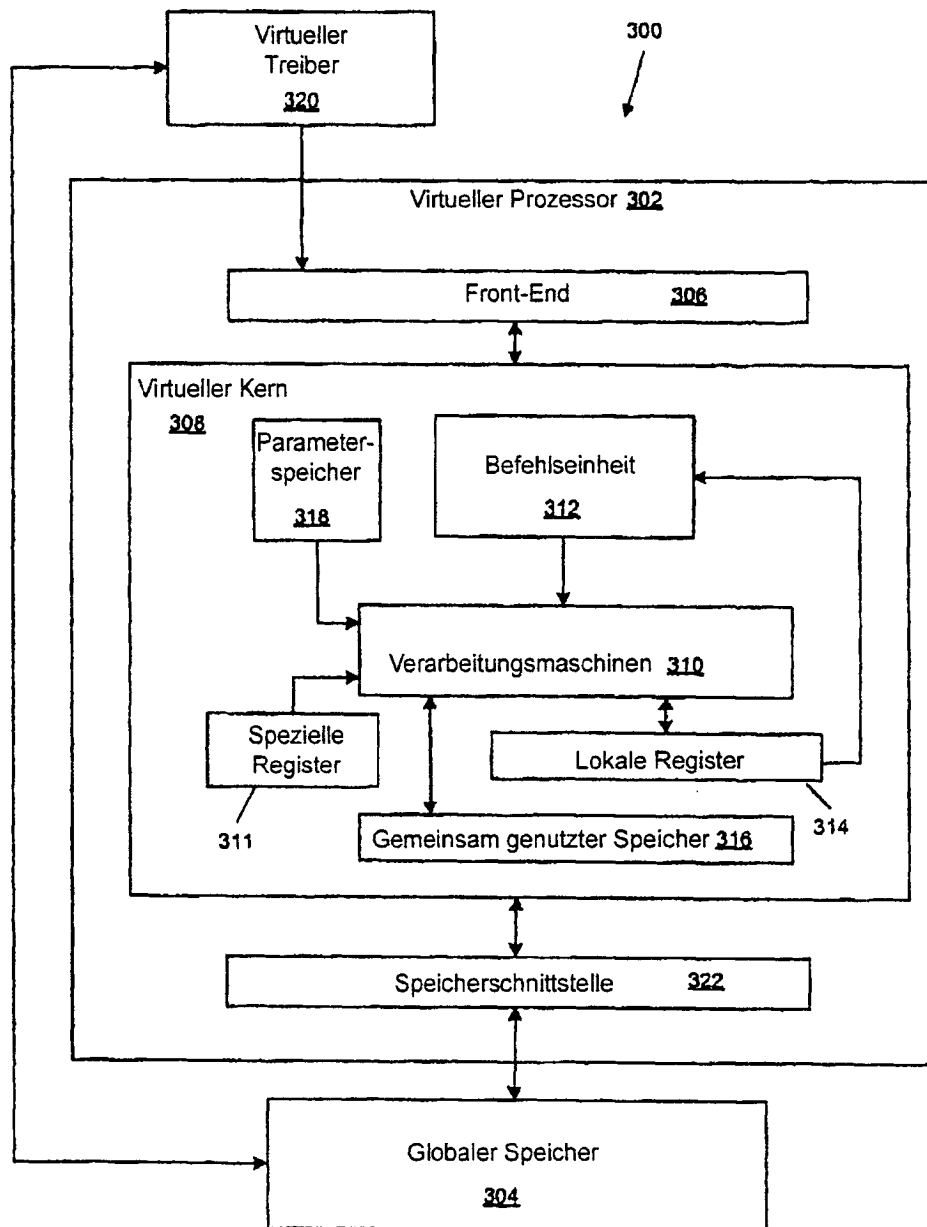 Virtueller
Treiber
320
300
Virtueller Prozessor 302
Front-End 306
Virtueller Kern
308
Parameter-
speicher
318
Befehlseinheit
312
Verarbeitungsmaschinen 310
Spezielle
Register
311
Lokale Register
314
Gemeinsam genutzter Speicher 316
Speicherschnittstelle 322
Globaler Speicher
304